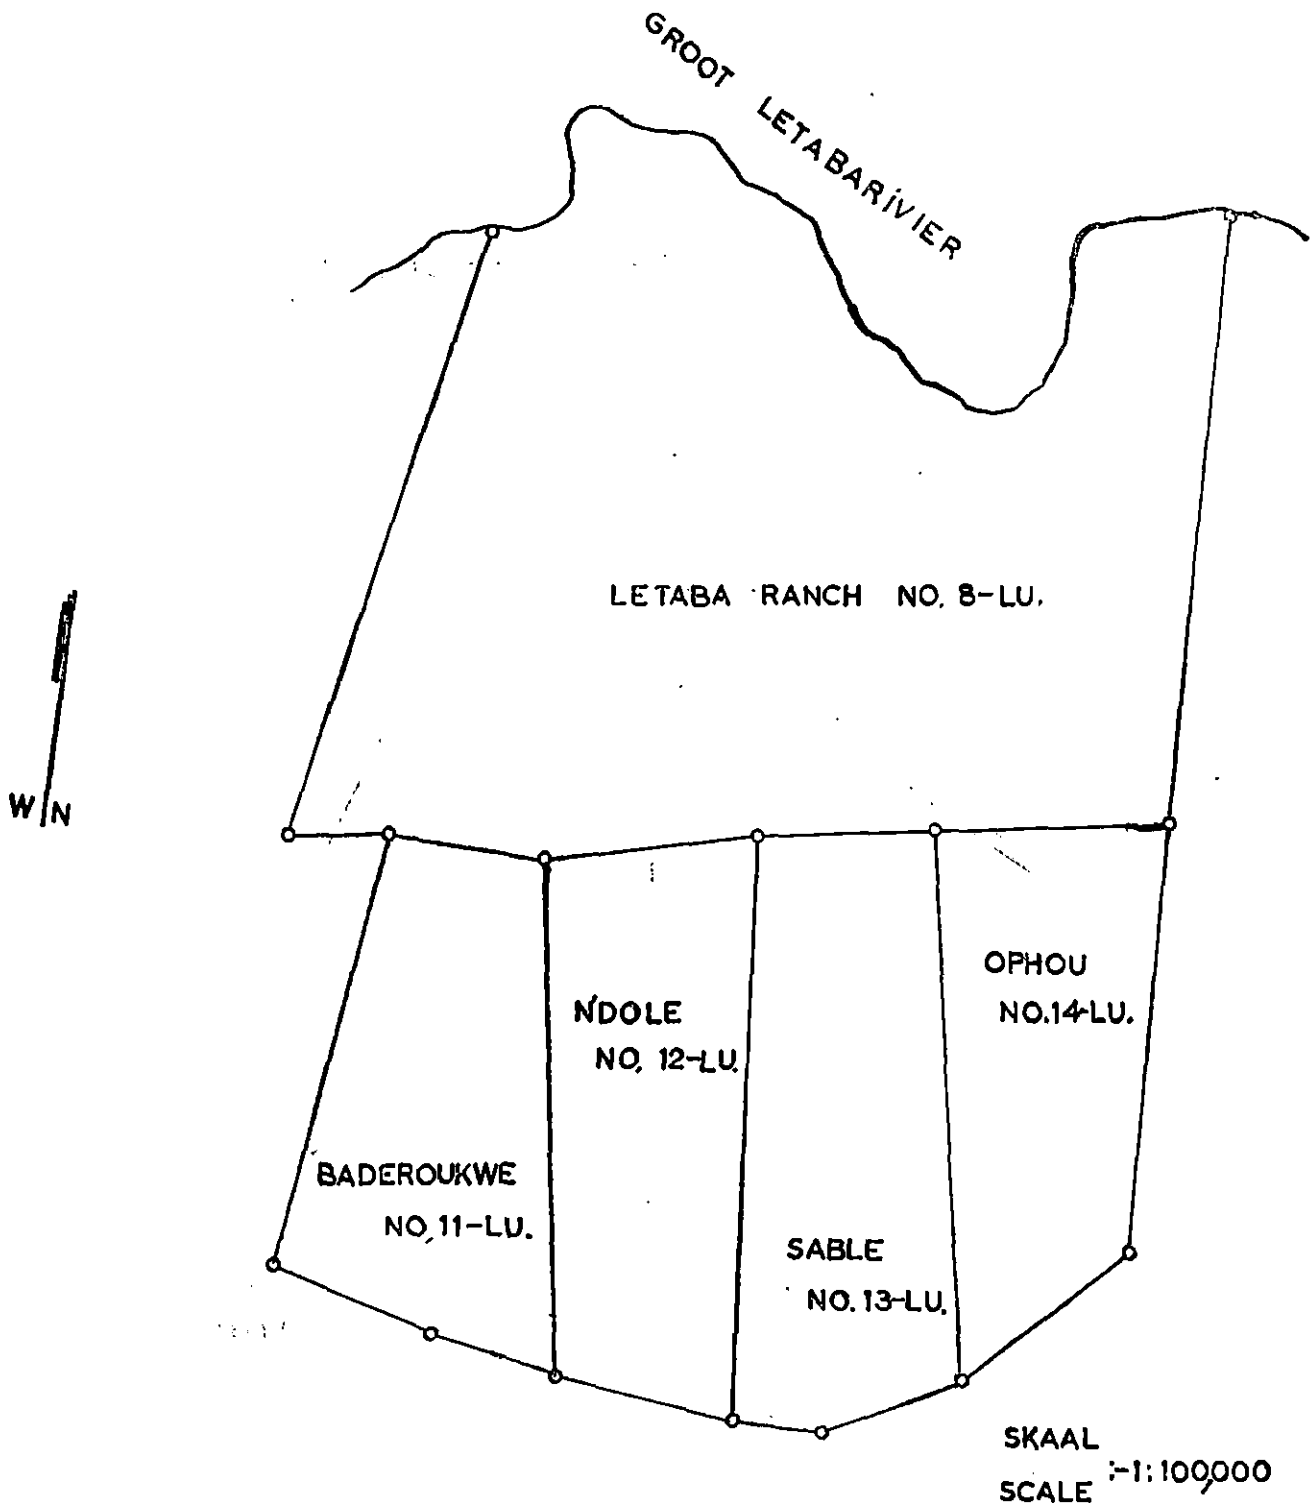 GROOT LETABARIVIER
LETABA RANCH NO. 8-LU.
W N
OPHOU
NO.14-LU.
N'DOLE
NO. 12-LU.
BADEROUKWE
NO. 11-LU.
SABLE
NO. 13-LU.
SKAAL
SCALE :-1:100,000